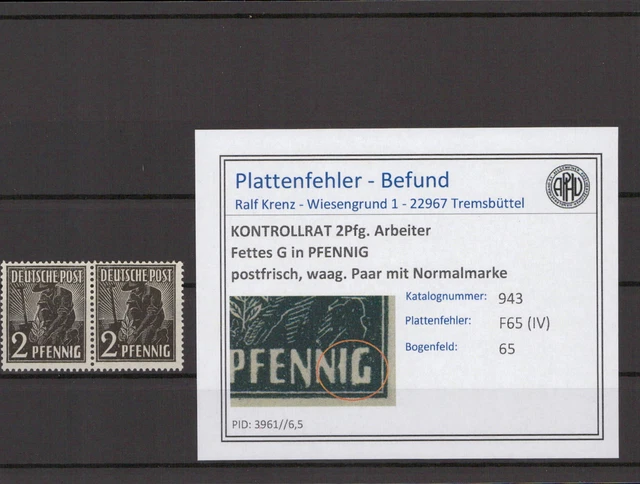 DEUTSCHE POST DEUTSCHE POST
2 PFENNIG 2 PFENNIG
Plattenfehler - Befund
Ralf Krenz - Wiesengrund 1 - 22967 Tremsbüttel
KONTROLLRAT 2Pfg. Arbeiter
Fettes G in PFENNIG
postfrisch, waag. Paar mit Normalmarke
Katalognummer: 943
Plattenfehler: F65 (IV)
Bogenfeld: 65
PFENNIG
PID: 3961//6,5